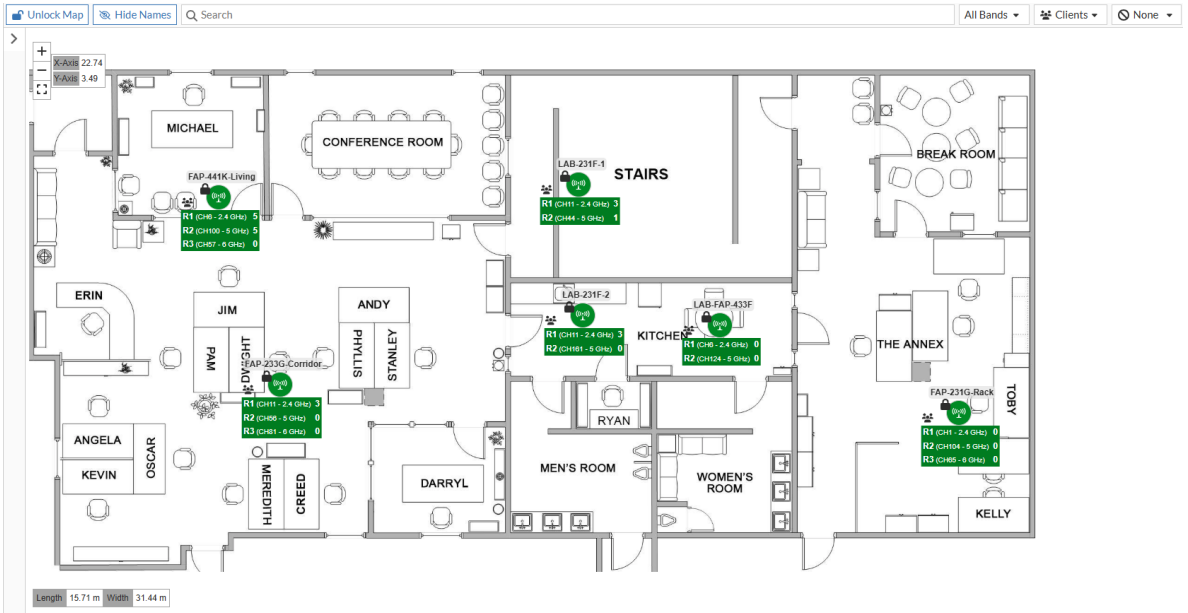 Unlock Map Hide Names Search All Bands Clients None
X-Axis 22.74
Y-Axis 3.49
MICHAEL
CONFERENCE ROOM
BREAK ROOM
STAIRS
LAB-231F-1
R1 (CH11 - 2.4 GHz) 3
R2 (CH44 - 5 GHz) 1
FAP-441K-Living
R1 (CH6 - 2.4 GHz) 5
R2 (CH100 - 5 GHz) 5
R3 (CH57 - 6 GHz) 0
ERIN
JIM
PAM
DWIGHT
ANDY
PHYLLIS
STANLEY
LAB-231F-2
R1 (CH11 - 2.4 GHz) 3
R2 (CH161 - 5 GHz) 0
KITCHEN
LAB-FAP-433F
R1 (CH6 - 2.4 GHz) 0
R2 (CH124 - 5 GHz) 0
THE ANNEX
FAP-233G-Corridor
R1 (CH11 - 2.4 GHz) 3
R2 (CH56 - 5 GHz) 0
R3 (CH81 - 6 GHz) 0
RYAN
TOBY
FAP-231G-Rack
R1 (CH1 - 2.4 GHz) 0
R2 (CH104 - 5 GHz) 0
R3 (CH65 - 6 GHz) 0
ANGELA
KEVIN
OSCAR
MEREDITH
CREED
DARRYL
MEN'S ROOM
WOMEN'S
ROOM
KELLY
Length 15.71 m Width 31.44 m